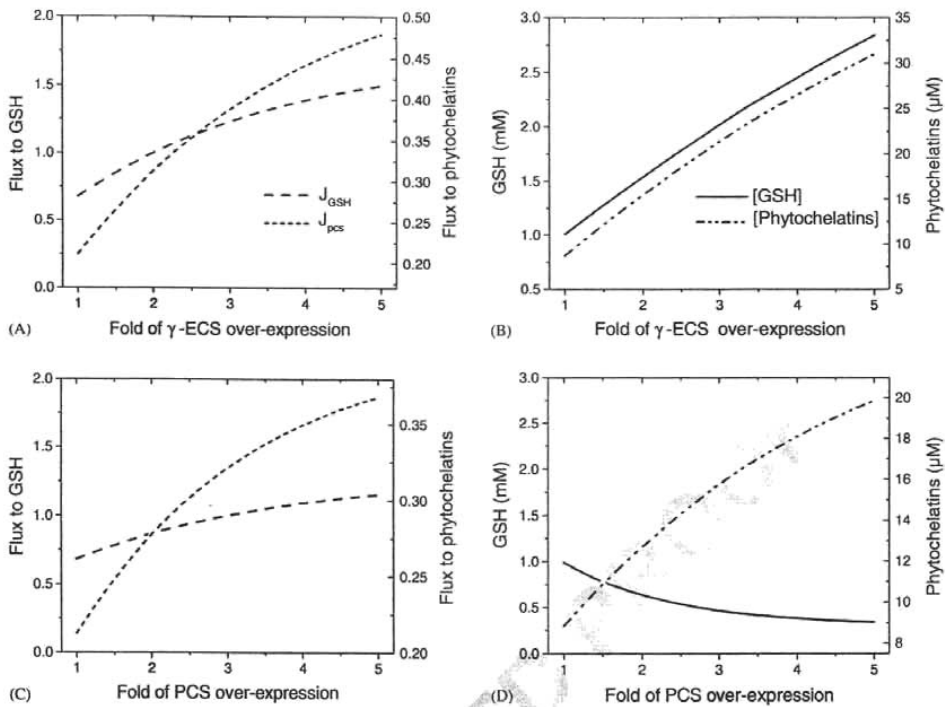 2.0
1.5
1.0
0.5
0.0
Flux to GSH
0.50
0.45
0.40
0.35
0.30
0.25
0.20
Flux to phytochelatins
J GSH
J pcs
1 2 3 4 5
(A) Fold of γ-ECS over-expression
3.0
2.5
2.0
1.5
1.0
0.5
GSH (mM)
35
30
25
20
15
10
5
Phytochelatins (μM)
[GSH]
[Phytochelatins]
1 2 3 4 5
(B) Fold of γ-ECS over-expression
2.0
1.5
1.0
0.5
0.0
Flux to GSH
0.35
0.30
0.25
0.20
Flux to phytochelatins
1 2 3 4 5
(C) Fold of PCS over-expression
3.0
2.5
2.0
1.5
1.0
0.5
0.0
GSH (mM)
20
18
16
14
12
10
8
Phytochelatins (μM)
1 2 3 4 5
(D) Fold of PCS over-expression